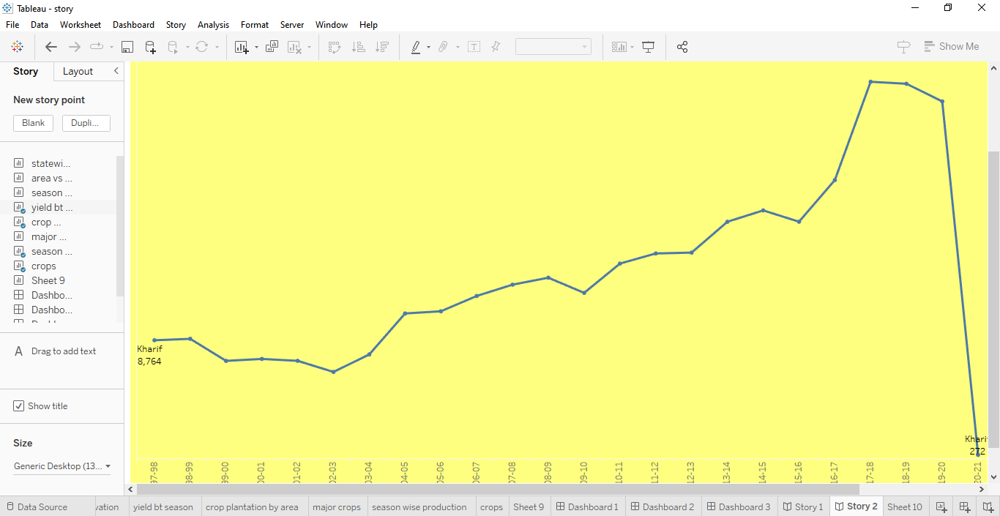 Tableau - story
File Data Worksheet Dashboard Story Analysis Format Server Window Help
Show Me
Story Layout
New story point
Blank Dupli...
statewi...
area vs ...
season ...
yield bt ...
crop ...
major ...
season ...
crops
Sheet 9
Dashbo...
Dashbo...
A Drag to add text
Show title
Size
Generic Desktop (13...
Kharif
8,764
Khari
272
97-98 98-99 99-00 00-01 01-02 02-03 03-04 04-05 05-06 06-07 07-08 08-09 09-10 10-11 11-12 12-13 13-14 14-15 15-16 16-17 17-18 18-19 19-20 20-21
Data Source vation yield bt season crop plantation by area major crops season wise production crops Sheet 9 Dashboard 1 Dashboard 2 Dashboard 3 Story 1 Story 2 Sheet 10